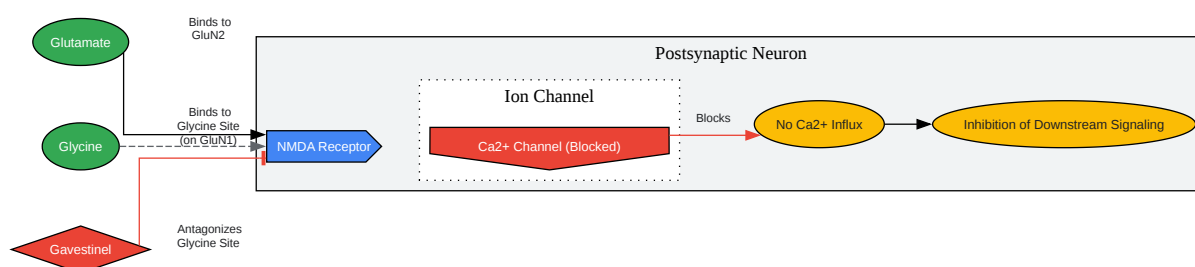 Binds to
GluN2
Glutamate
Postsynaptic Neuron
Ion Channel
Binds to
Glycine Site
(on GluN1)
Blocks
Glycine
NMDA Receptor
Ca2+ Channel (Blocked)
No Ca2+ Influx
Inhibition of Downstream Signaling
Antagonizes
Glycine Site
Gavestinel